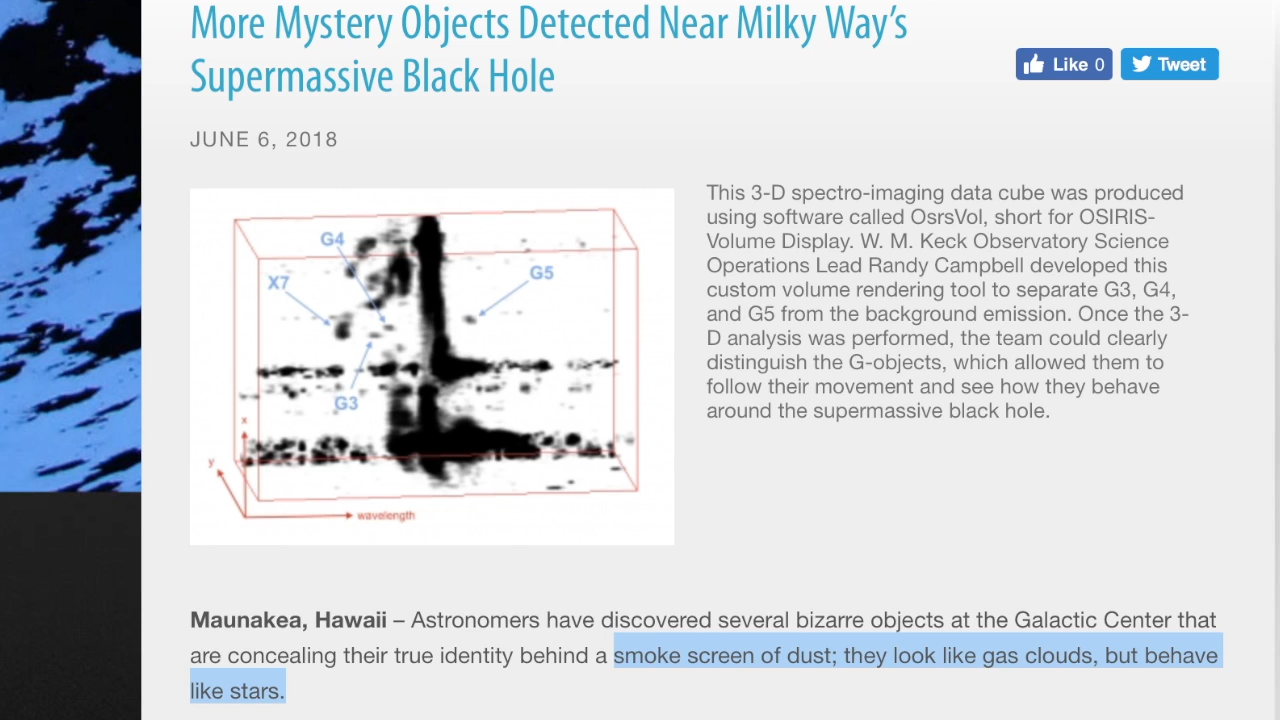 More Mystery Objects Detected Near Milky Way’s
Supermassive Black Hole
Like 0
Tweet
JUNE 6, 2018
G4
X7
G5
G3
x
y
wavelength
This 3-D spectro-imaging data cube was produced
using software called OsrsVol, short for OSIRIS-
Volume Display. W. M. Keck Observatory Science
Operations Lead Randy Campbell developed this
custom volume rendering tool to separate G3, G4,
and G5 from the background emission. Once the 3-
D analysis was performed, the team could clearly
distinguish the G-objects, which allowed them to
follow their movement and see how they behave
around the supermassive black hole.
Maunakea, Hawaii – Astronomers have discovered several bizarre objects at the Galactic Center that
are concealing their true identity behind a smoke screen of dust; they look like gas clouds, but behave
like stars.